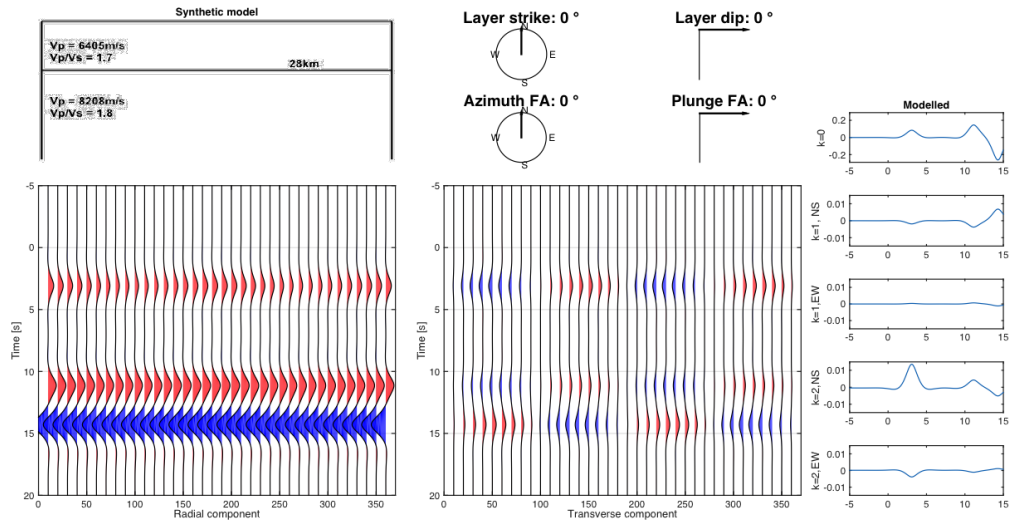 Synthetic model
Vp = 6405m/s
Vp/Vs = 1.7
28km
Vp = 8208m/s
Vp/Vs = 1.8
Layer strike: 0 °
N
W E
S
Layer dip: 0 °
Azimuth FA: 0 °
N
W E
S
Plunge FA: 0 °
-5
0
5
10
15
20
0 50 100 150 200 250 300 350
Time [s]
Radial component
-5
0
5
10
15
20
0 50 100 150 200 250 300 350
Time [s]
Transverse component
Modelled
k=0
0.2
0
-0.2
-5 0 5 10 15
k=1, NS
0.01
0
-0.01
-5 0 5 10 15
k=1,EW
0.01
0
-0.01
-5 0 5 10 15
k=2,NS
0.01
0
-0.01
-5 0 5 10 15
k=2,EW
0.01
0
-0.01
-5 0 5 10 15